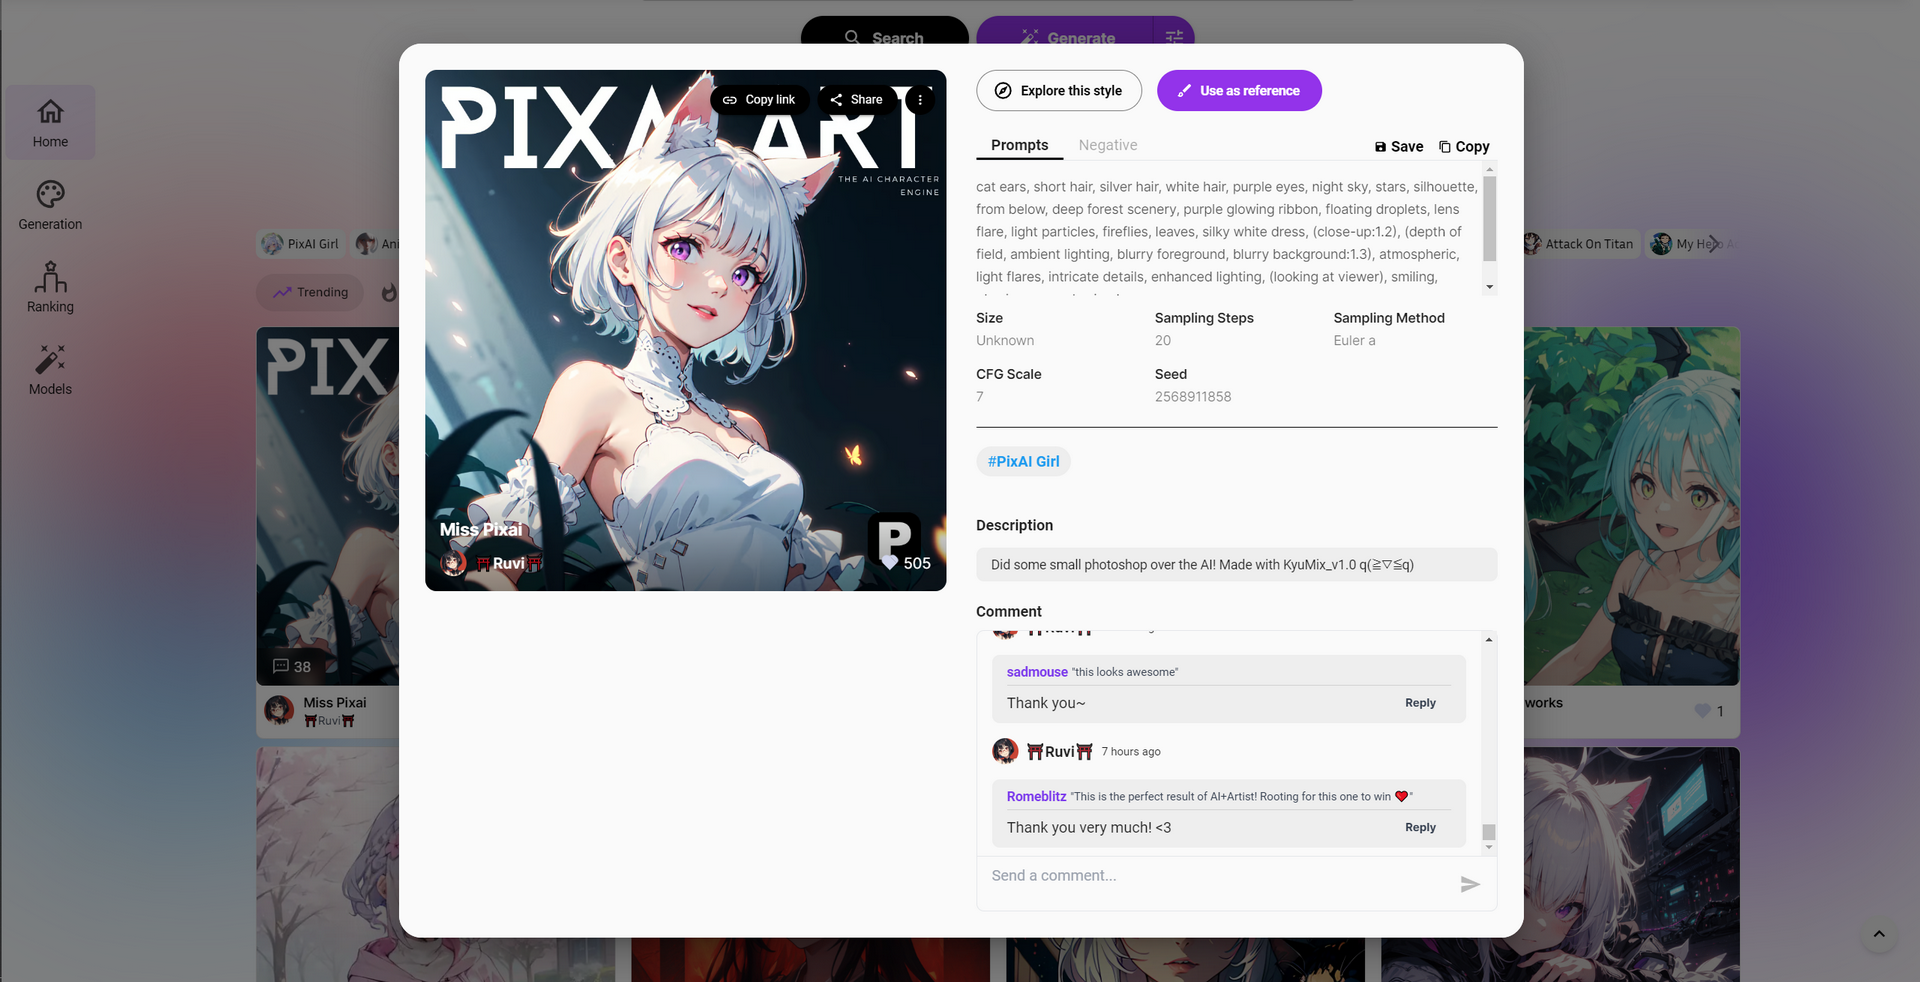 Search
Generate
Home
Generation
Ranking
Models
PixAI Girl
Ani
Attack On Titan
My Hero Ac
Trending
PIX
38
Miss Pixai
Ruvi
works
1
PIXAI ART
THE AI CHARACTER
ENGINE
Copy link
Share
Miss Pixai
Ruvi
P
505
Explore this style
Use as reference
Prompts
Negative
Save
Copy
cat ears, short hair, silver hair, white hair, purple eyes, night sky, stars, silhouette,
from below, deep forest scenery, purple glowing ribbon, floating droplets, lens
flare, light particles, fireflies, leaves, silky white dress, (close-up:1.2), (depth of
field, ambient lighting, blurry foreground, blurry background:1.3), atmospheric,
light flares, intricate details, enhanced lighting, (looking at viewer), smiling,
Size
Unknown
Sampling Steps
20
Sampling Method
Euler a
CFG Scale
7
Seed
2568911858
#PixAI Girl
Description
Did some small photoshop over the AI! Made with KyuMix_v1.0 q(≧▽≦q)
Comment
sadmouse "this looks awesome"
Thank you~
Reply
⛩️Ruvi⛩️ 7 hours ago
Romeblitz "This is the perfect result of AI+Artist! Rooting for this one to win ❤️"
Thank you very much! <3
Reply
Send a comment...